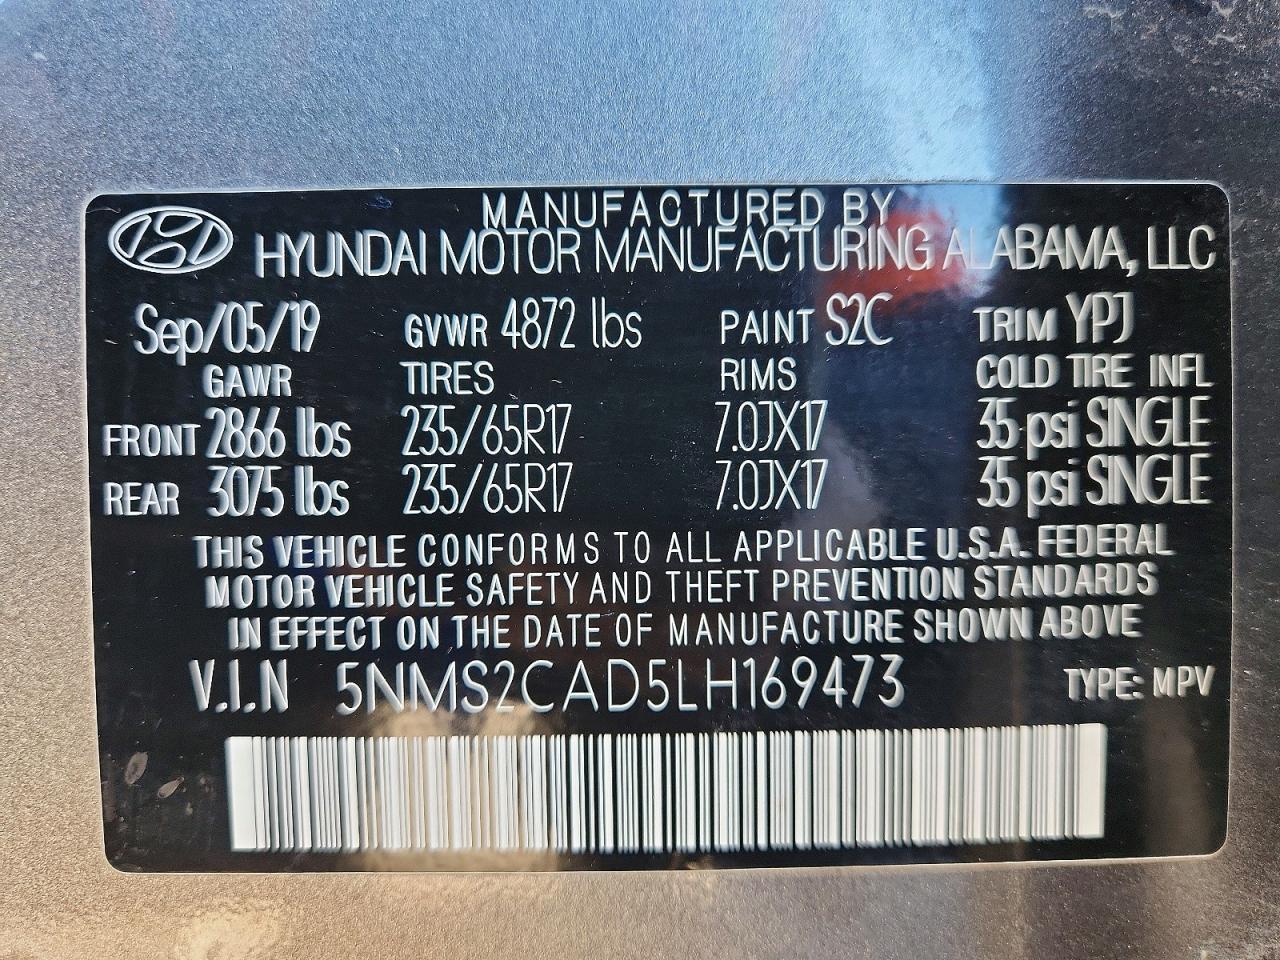 MANUFACTURED BY
HYUNDAI MOTOR MANUFACTURING ALABAMA, LLC
Sep/05/19 GVWR 4872 lbs PAINT S2C TRIM YPJ
GAWR TIRES RIMS COLD TIRE INFL
FRONT 2866 lbs 235/65R17 7.0JX17 35 psi SINGLE
REAR 3075 lbs 235/65R17 7.0JX17 35 psi SINGLE
THIS VEHICLE CONFORMS TO ALL APPLICABLE U.S.A. FEDERAL
MOTOR VEHICLE SAFETY AND THEFT PREVENTION STANDARDS
IN EFFECT ON THE DATE OF MANUFACTURE SHOWN ABOVE
V.I.N 5NMS2CAD5LH169473 TYPE: MPV